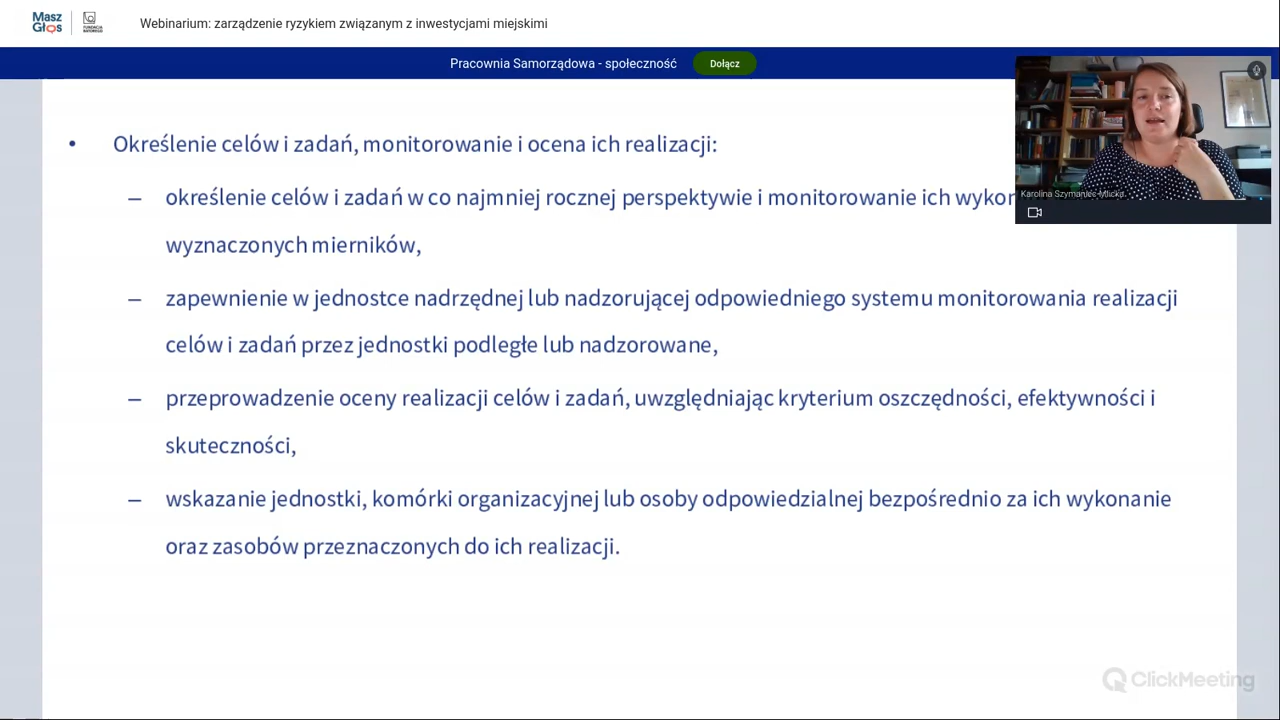 Masz
Głos
FUNDACJA
BATOREGO
Webinarium: zarządzenie ryzykiem związanym z inwestycjami miejskimi
Pracownia Samorządowa - społeczność
Dołącz
Karolina Szymaniec-Mlicka
• Określenie celów i zadań, monitorowanie i ocena ich realizacji:
– określenie celów i zadań w co najmniej rocznej perspektywie i monitorowanie ich wykon
wyznaczonych mierników,
– zapewnienie w jednostce nadrzędnej lub nadzorującej odpowiedniego systemu monitorowania realizacji
celów i zadań przez jednostki podległe lub nadzorowane,
– przeprowadzenie oceny realizacji celów i zadań, uwzględniając kryterium oszczędności, efektywności i
skuteczności,
– wskazanie jednostki, komórki organizacyjnej lub osoby odpowiedzialnej bezpośrednio za ich wykonanie
oraz zasobów przeznaczonych do ich realizacji.
ClickMeeting